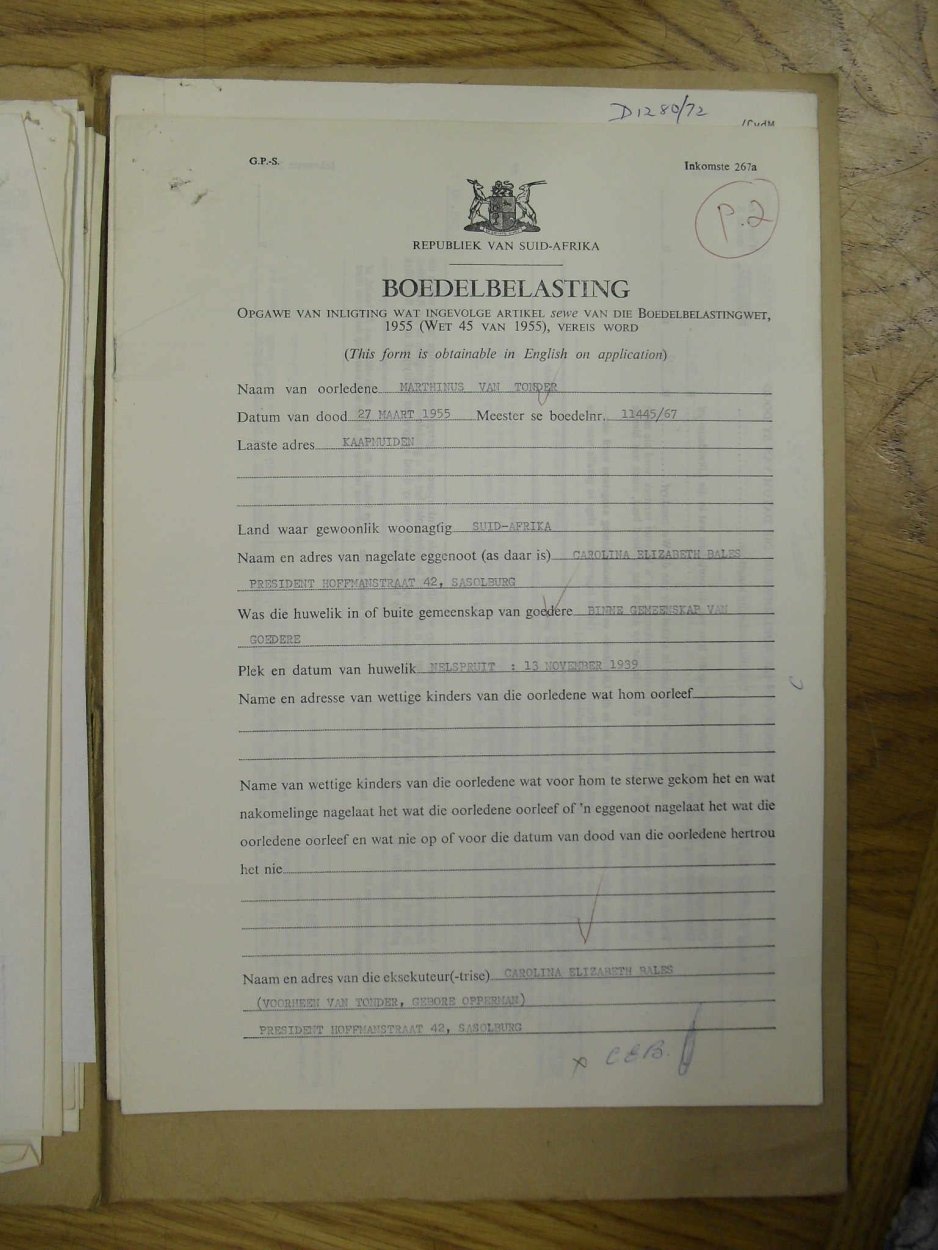 D1280/72
G.P.-S.
Inkomste 267a
P.2
REPUBLIEK VAN SUID-AFRIKA
BOEDELBELASTING
OPGAWE VAN INLIGTING WAT INGEVOLGE ARTIKEL sewe VAN DIE BOEDELBELASTINGWET,
1955 (WET 45 VAN 1955), VEREIS WORD
(This form is obtainable in English on application)
Naam van oorledene MARTHINUS VAN TONDER
Datum van dood 27 MAART 1955 Meester se boedelnr. 11445/67
Laaste adres KAAPMUIDEN
Land waar gewoonlik woonagtig SUID-AFRIKA
Naam en adres van nagelate eggenoot (as daar is) CAROLINA ELIZABETH BALES
PRESIDENT HOFFMANSTRAAT 42, SASOLBURG
Was die huwelik in of buite gemeenskap van goedere BINNE GEMEENSKAP VAN
GOEDERE
Plek en datum van huwelik NELSPRUIT : 13 NOVEMBER 1939
Name en adresse van wettige kinders van die oorledene wat hom oorleef
Name van wettige kinders van die oorledene wat voor hom te sterwe gekom het en wat
nakomelinge nagelaat het wat die oorledene oorleef of 'n eggenoot nagelaat het wat die
oorledene oorleef en wat nie op of voor die datum van dood van die oorledene hertrou
het nie
Naam en adres van die eksekuteur(-trise) CAROLINA ELIZABETH BALES
(VOORHEEN VAN TONDER, GEBORE OPPERMAN)
PRESIDENT HOFFMANSTRAAT 42, SASOLBURG
x C.E.B.